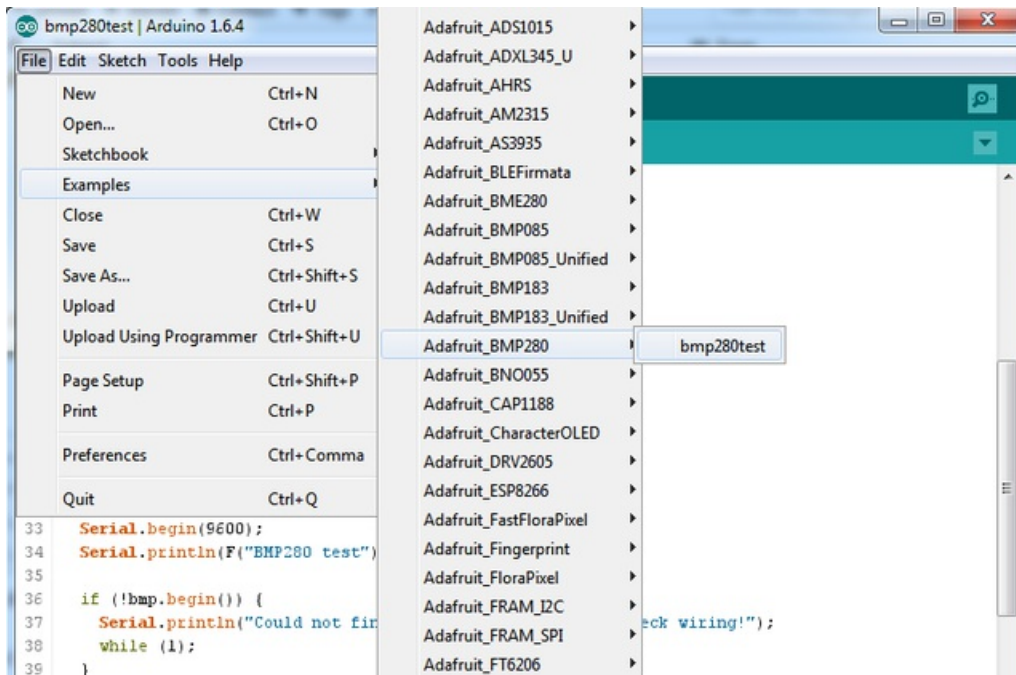 bmp280test | Arduino 1.6.4
File Edit Sketch Tools Help
New Ctrl+N
Open... Ctrl+O
Sketchbook
Examples
Close Ctrl+W
Save Ctrl+S
Save As... Ctrl+Shift+S
Upload Ctrl+U
Upload Using Programmer Ctrl+Shift+U
Page Setup Ctrl+Shift+P
Print Ctrl+P
Preferences Ctrl+Comma
Quit Ctrl+Q
Adafruit_ADS1015
Adafruit_ADXL345_U
Adafruit_AHRS
Adafruit_AM2315
Adafruit_AS3935
Adafruit_BLEFirmata
Adafruit_BME280
Adafruit_BMP085
Adafruit_BMP085_Unified
Adafruit_BMP183
Adafruit_BMP183_Unified
Adafruit_BMP280
Adafruit_BNO055
Adafruit_CAP1188
Adafruit_CharacterOLED
Adafruit_DRV2605
Adafruit_ESP8266
Adafruit_FastFloraPixel
Adafruit_Fingerprint
Adafruit_FloraPixel
Adafruit_FRAM_I2C
Adafruit_FRAM_SPI
Adafruit_FT6206
bmp280test
33 Serial.begin(9600);
34 Serial.println(F("BMP280 test")
35
36 if (!bmp.begin()) {
37 Serial.println("Could not fin eck wiring!");
38 while (1);
39 }